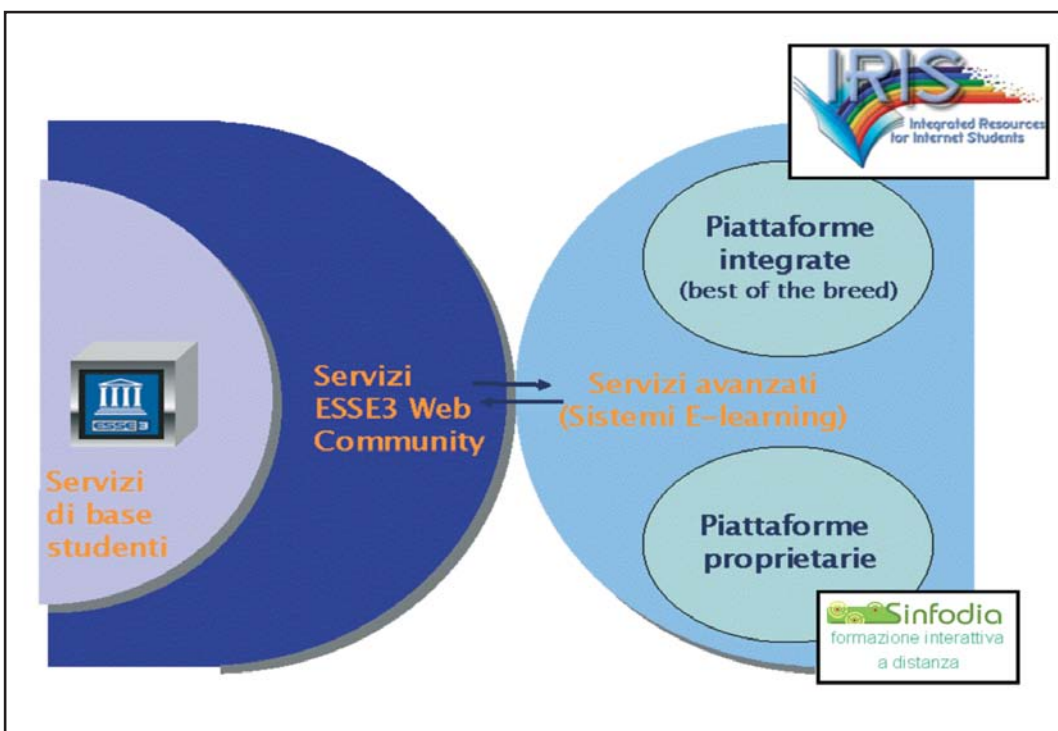 IRIS
Integrated Resources
for Internet Students
Piattaforme
integrate
(best of the breed)
Servizi
ESSE3 Web
Community
Servizi avanzati
(Sistemi E-learning)
ESSE3
Servizi
di base
studenti
Piattaforme
proprietarie
Sinfodia
formazione interattiva
a distanza